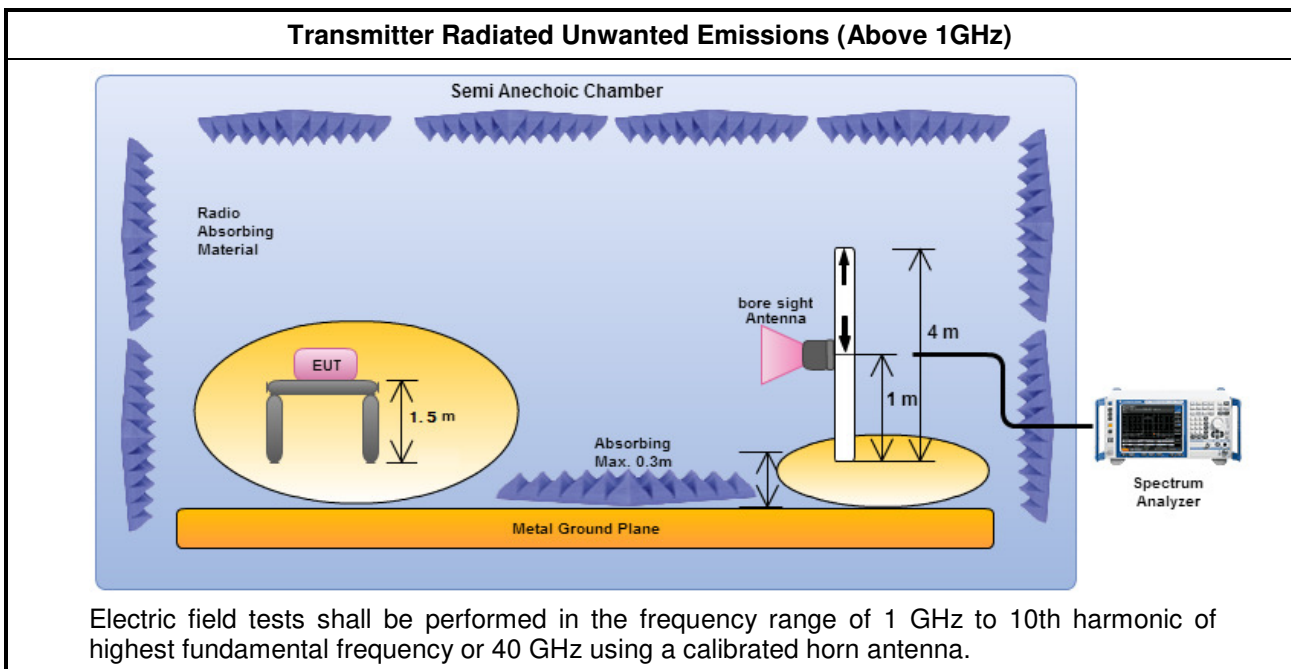 Transmitter Radiated Unwanted Emissions (Above 1GHz)
Semi Anechoic Chamber
Radio
Absorbing
Material
bore sight
Antenna
4 m
EUT
1. 5 m
1 m
Absorbing
Max. 0.3m
Spectrum
Analyzer
Metal Ground Plane
Electric field tests shall be performed in the frequency range of 1 GHz to 10th harmonic of
highest fundamental frequency or 40 GHz using a calibrated horn antenna.